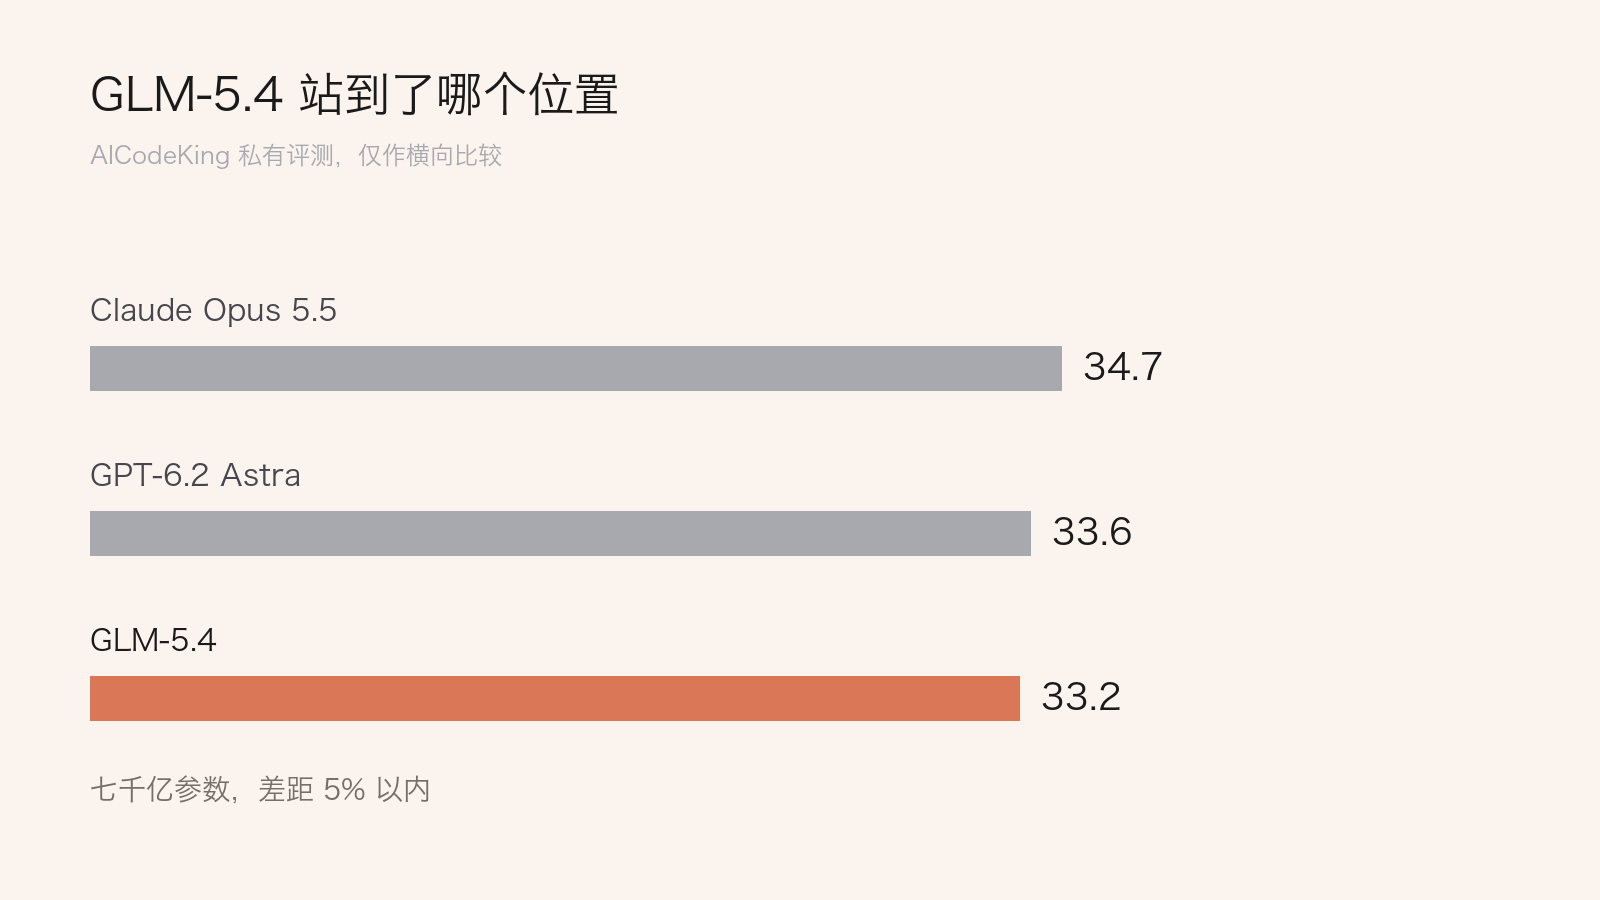 GLM-5.4 站到了哪个位置
AICodeKing 私有评测，仅作横向比较
Claude Opus 5.5
34.7
GPT-6.2 Astra
33.6
GLM-5.4
33.2
七千亿参数，差距 5% 以内